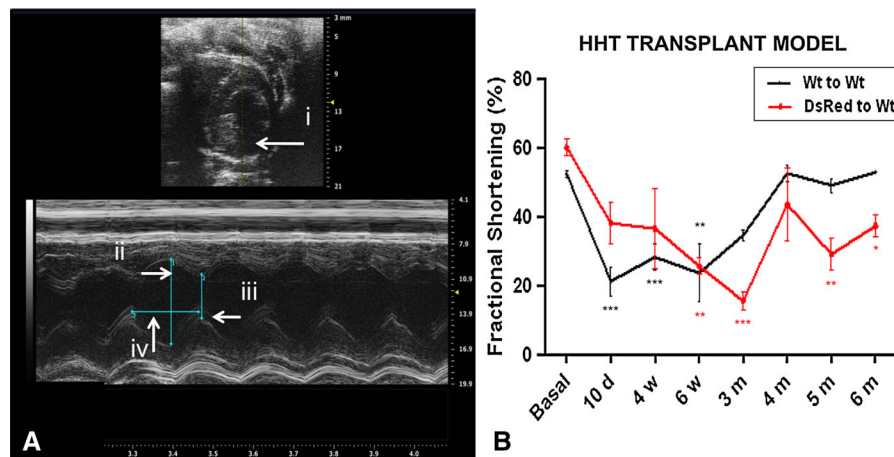 3 mm
5
9
i
13
17
21
4.1
ii
7.9
10.9
iii
13.9
iv
16.9
19.9
3.3 3.4 3.5 3.6 3.7 3.8 3.9 4.0
A
HHT TRANSPLANT MODEL
Wt to Wt
DsRed to Wt
Fractional Shortening (%)
80
60
40
20
0
** 
*** *** ** *** ** *
Basal 10 d 4 w 6 w 3 m 4 m 5 m 6 m
B